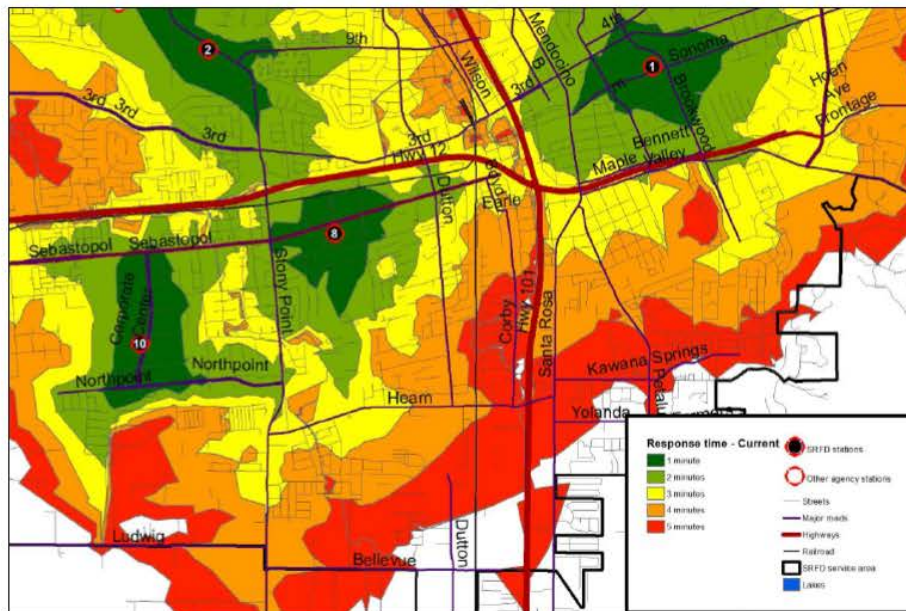 2
9th
Wilson
Mendocino
B
4th
Sonoma
1
3rd
Brookwood
Hoen
Ave
Frontage
3rd 3rd
3rd
3rd
Hwy 12
Bennett
Maple Valley
Dutton
Earle
Sebastopol Sebastopol
8
Stony Point
Corporate
Center
10
Northpoint
Northpoint
Corby
Hwy 101
Santa Rosa
Kawana Springs
Hearn
Yolanda
Ludwig
Bellevue
Dutton
Response time - Current
1 minute
2 minutes
3 minutes
4 minutes
5 minutes
SRFD stations
Other agency stations
Streets
Major roads
Highways
Railroad
SRFD service area
Lakes